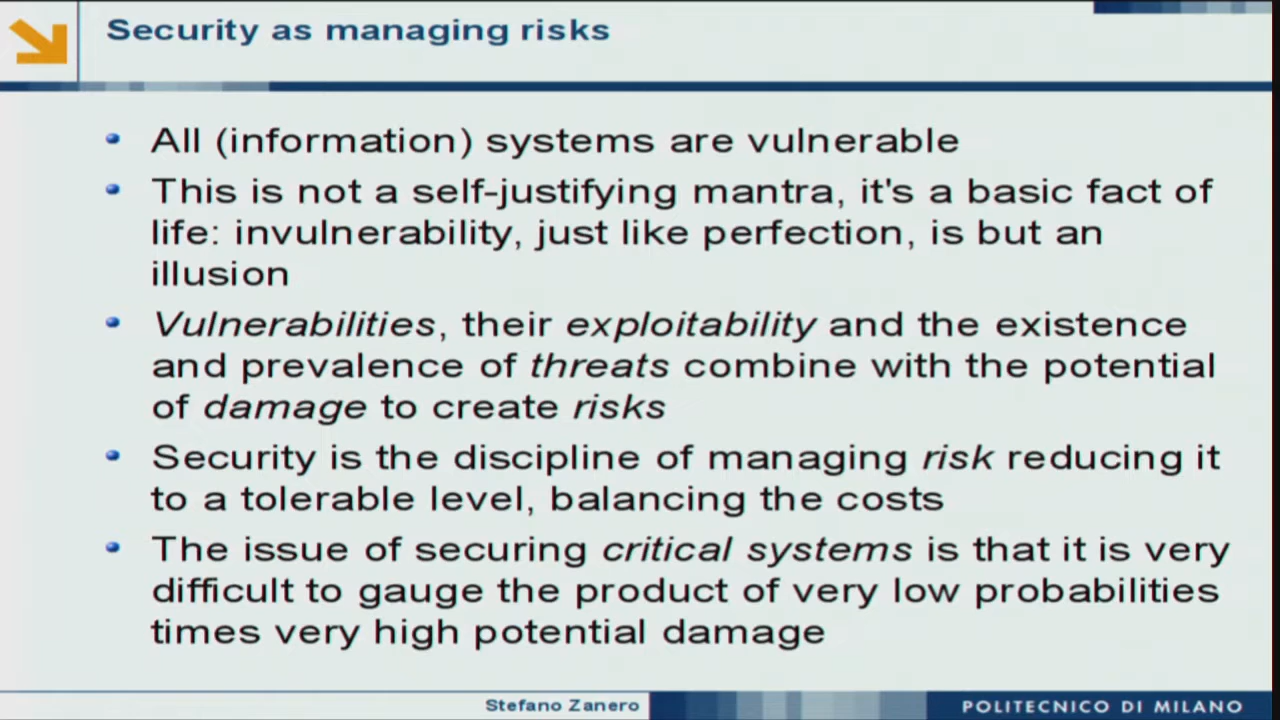 Security as managing risks
All (information) systems are vulnerable
This is not a self-justifying mantra, it's a basic fact of
life: invulnerability, just like perfection, is but an
illusion
Vulnerabilities, their exploitability and the existence
and prevalence of threats combine with the potential
of damage to create risks
Security is the discipline of managing risk reducing it
to a tolerable level, balancing the costs
The issue of securing critical systems is that it is very
difficult to gauge the product of very low probabilities
times very high potential damage
Stefano Zanero
POLITECNICO DI MILANO